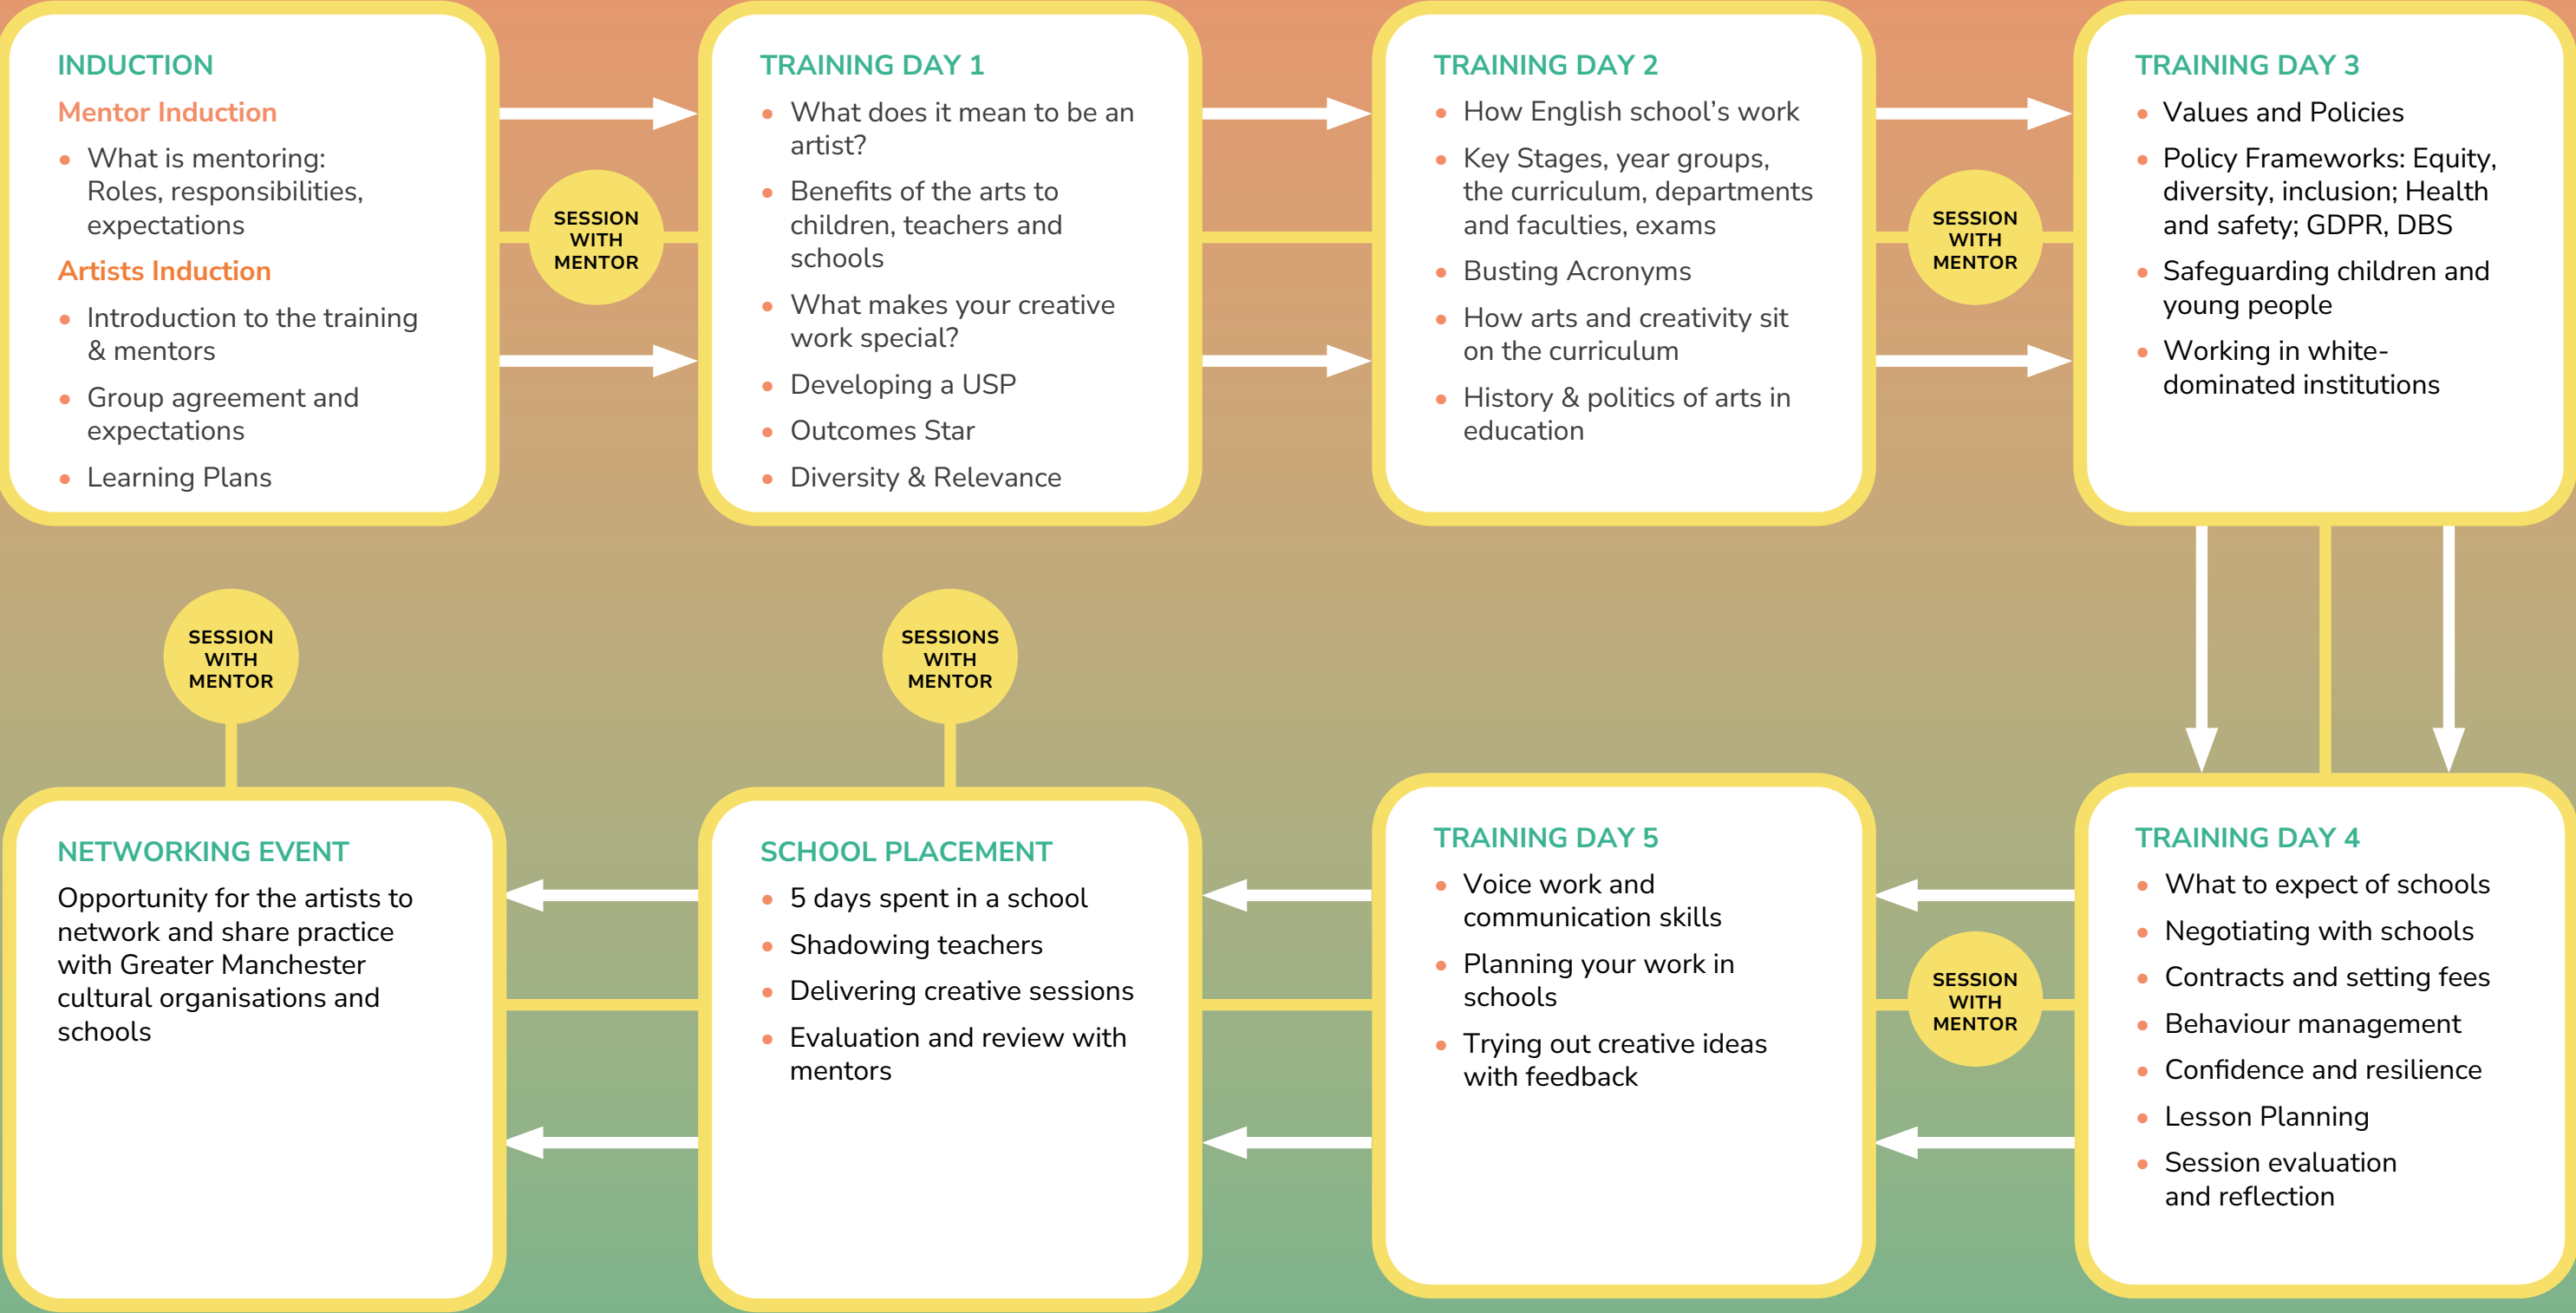 INDUCTION
Mentor Induction
• What is mentoring:
Roles, responsibilities,
expectations
Artists Induction
• Introduction to the training
& mentors
• Group agreement and
expectations
• Learning Plans
SESSION
WITH
MENTOR
TRAINING DAY 1
• What does it mean to be an
artist?
• Benefits of the arts to
children, teachers and
schools
• What makes your creative
work special?
• Developing a USP
• Outcomes Star
• Diversity & Relevance
TRAINING DAY 2
• How English school’s work
• Key Stages, year groups,
the curriculum, departments
and faculties, exams
• Busting Acronyms
• How arts and creativity sit
on the curriculum
• History & politics of arts in
education
SESSION
WITH
MENTOR
TRAINING DAY 3
• Values and Policies
• Policy Frameworks: Equity,
diversity, inclusion; Health
and safety; GDPR, DBS
• Safeguarding children and
young people
• Working in white-
dominated institutions
TRAINING DAY 4
• What to expect of schools
• Negotiating with schools
• Contracts and setting fees
• Behaviour management
• Confidence and resilience
• Lesson Planning
• Session evaluation
and reflection
SESSION
WITH
MENTOR
TRAINING DAY 5
• Voice work and
communication skills
• Planning your work in
schools
• Trying out creative ideas
with feedback
SESSIONS
WITH
MENTOR
SCHOOL PLACEMENT
• 5 days spent in a school
• Shadowing teachers
• Delivering creative sessions
• Evaluation and review with
mentors
SESSION
WITH
MENTOR
NETWORKING EVENT
Opportunity for the artists to
network and share practice
with Greater Manchester
cultural organisations and
schools